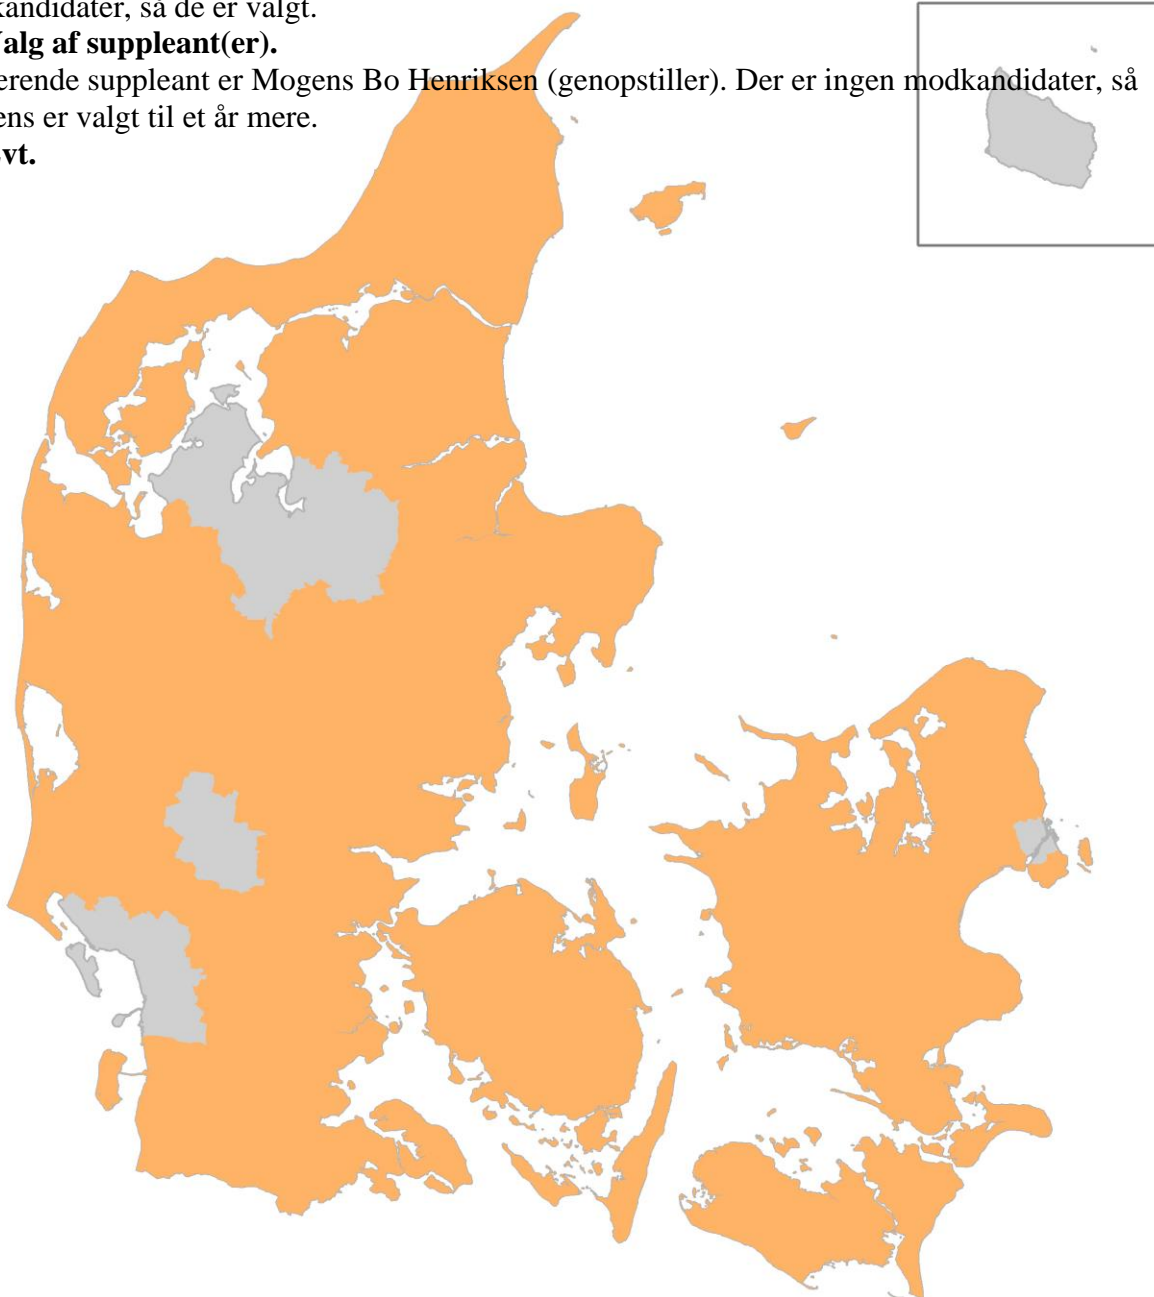 kandidater, så de er valgt.
Valg af suppleant(er).
erende suppleant er Mogens Bo Henriksen (genopstiller). Der er ingen modkandidater, så
ens er valgt til et år mere.
vt.